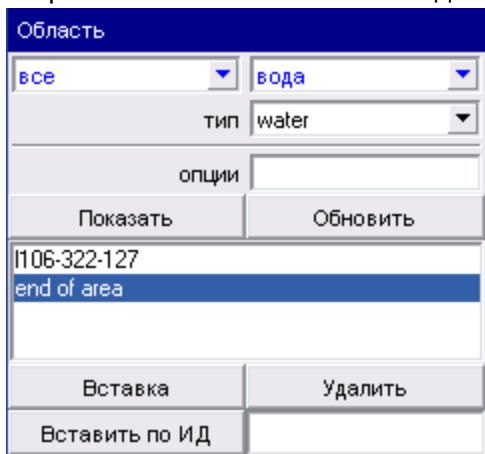 Область
все вода
тип water
опции
Показать Обновить
l106-322-127
end of area
Вставка Удалить
Вставить по ИД